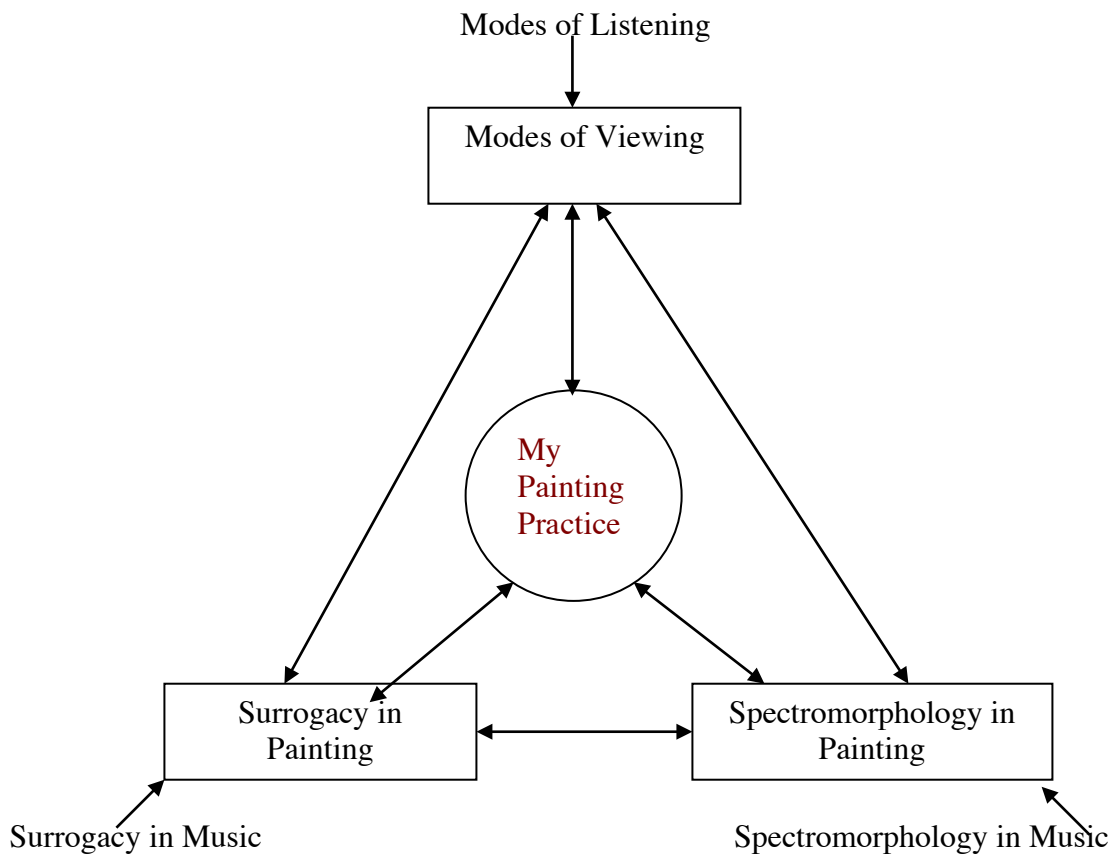 Modes of Listening
Modes of Viewing
My
Painting
Practice
Surrogacy in
Painting
Spectromorphology in
Painting
Surrogacy in Music
Spectromorphology in Music